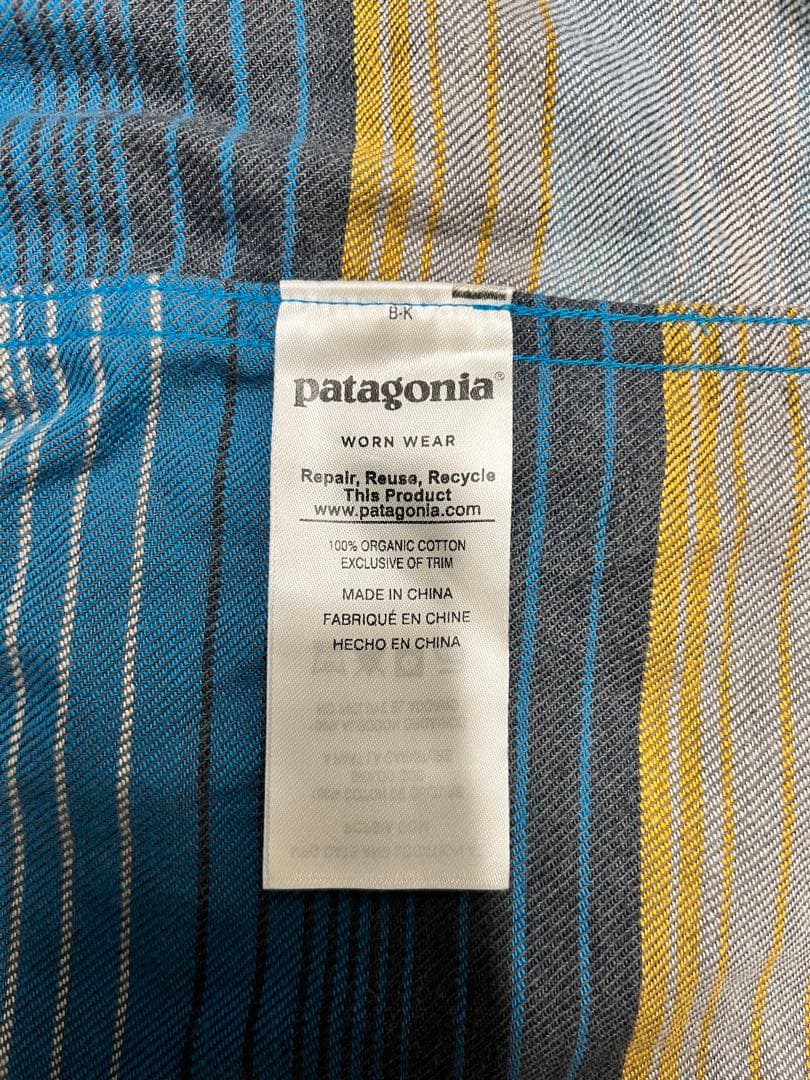 B-K
patagonia®
WORN WEAR
Repair, Reuse, Recycle
This Product
www.patagonia.com
100% ORGANIC COTTON
EXCLUSIVE OF TRIM
MADE IN CHINA
FABRIQUÉ EN CHINE
HECHO EN CHINA